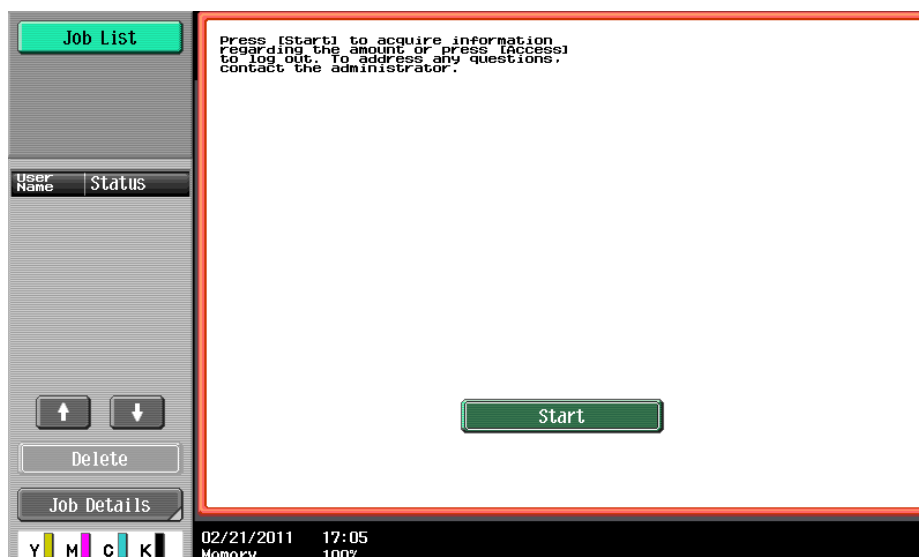 Job List
Press [Start] to acquire information
regarding the amount or press [Access]
to log out. To address any questions,
contact the administrator.
User
Name
Status
Start
Delete
Job Details
Y M C K
02/21/2011 17:05
Memory 100%